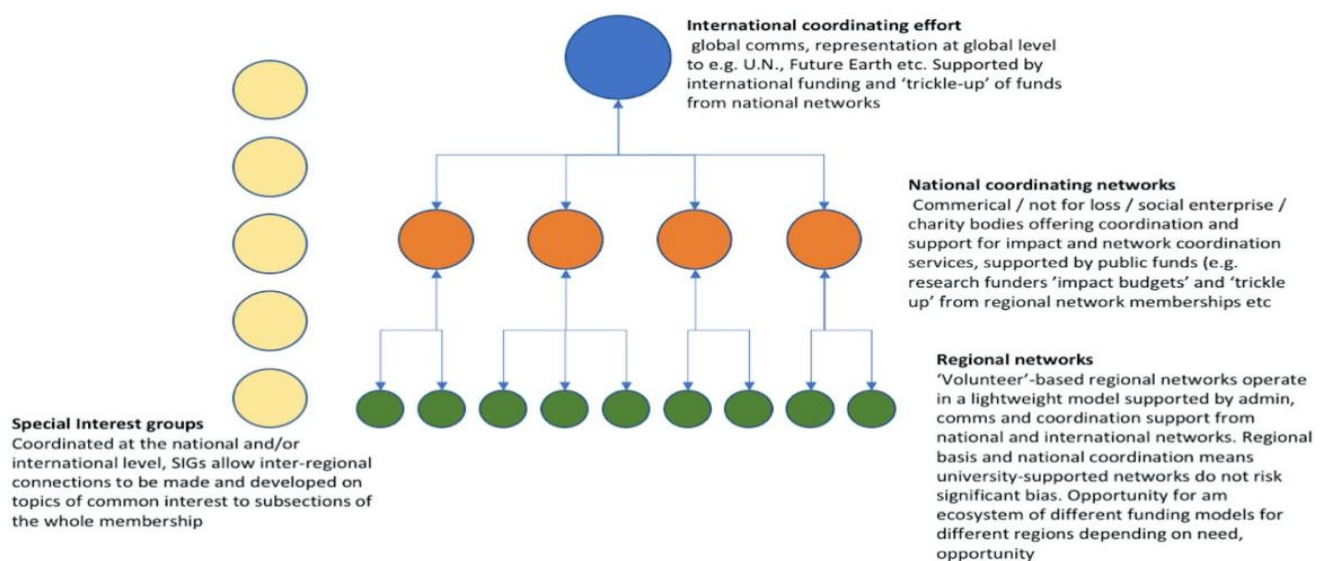 International coordinating effort
global comms, representation at global level
to e.g. U.N., Future Earth etc. Supported by
international funding and ‘trickle-up’ of funds
from national networks
National coordinating networks
Commerical / not for loss / social enterprise /
charity bodies offering coordination and
support for impact and network coordination
services, supported by public funds (e.g.
research funders ’impact budgets’ and ‘trickle
up’ from regional network memberships etc
Regional networks
‘Volunteer’-based regional networks operate
in a lightweight model supported by admin,
comms and coordination support from
national and international networks. Regional
basis and national coordination means
university-supported networks do not risk
significant bias. Opportunity for am
ecosystem of different funding models for
different regions depending on need,
opportunity
Special Interest groups
Coordinated at the national and/or
international level, SIGs allow inter-regional
connections to be made and developed on
topics of common interest to subsections of
the whole membership